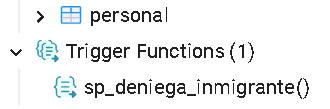 personal
Trigger Functions (1)
sp_deniega_inmigrante()